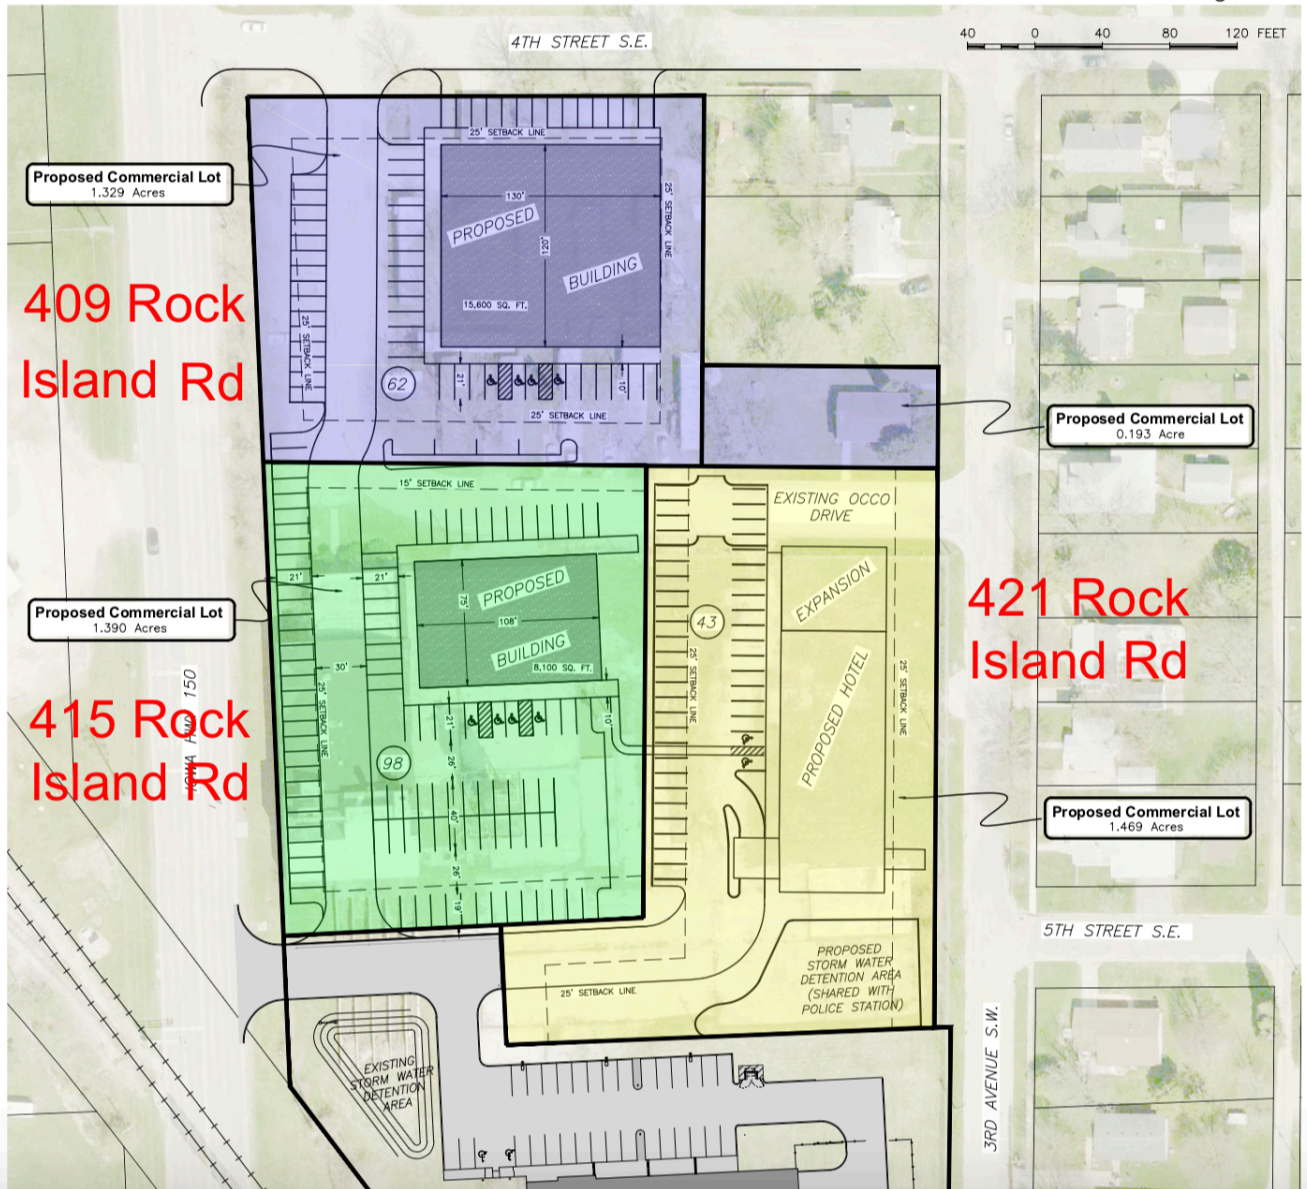 4TH STREET S.E.
40 0 40 80 120 FEET
25' SETBACK LINE
Proposed Commercial Lot
1.329 Acres
130'
25' SETBACK LINE
PROPOSED
120'
BUILDING
15,600 SQ. FT.
409 Rock
Island Rd
25' SETBACK LINE
62
21'
10'
25' SETBACK LINE
Proposed Commercial Lot
0.193 Acre
15' SETBACK LINE
EXISTING OCCO
DRIVE
21'
21'
PROPOSED
75'
108'
BUILDING
8,100 SQ. FT.
EXPANSION
Proposed Commercial Lot
1.390 Acres
43
421 Rock
Island Rd
30'
25' SETBACK LINE
25' SETBACK LINE
25' SETBACK LINE
PROPOSED HOTEL
IOWA HWY 150
415 Rock
Island Rd
21'
10'
98
26'
40'
26'
19'
Proposed Commercial Lot
1.469 Acres
5TH STREET S.E.
PROPOSED
STORM WATER
DETENTION AREA
(SHARED WITH
POLICE STATION)
25' SETBACK LINE
3RD AVENUE S.W.
EXISTING
STORM WATER
DETENTION
AREA